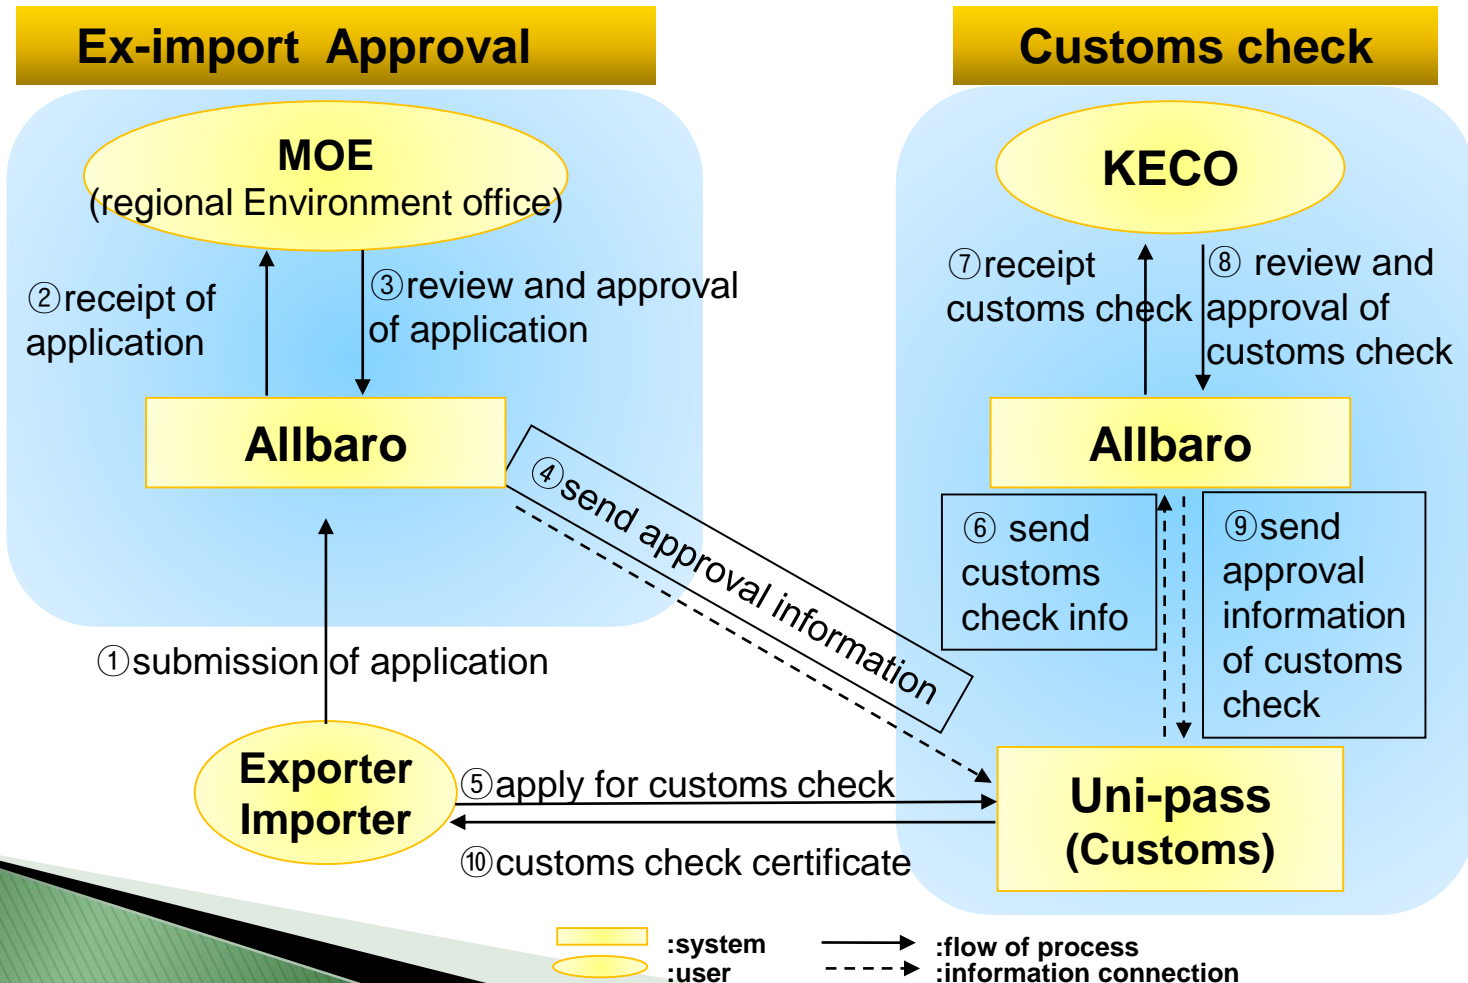 Ex-import  Approval
Customs check
MOE
(regional Environment office)
②receipt of
application
③review and approval
of application
Allbaro
①submission of application
Exporter
Importer
④send approval information
⑤apply for customs check
⑩customs check certificate
KECO
⑦receipt
customs check
⑧ review and
approval of
customs check
Allbaro
⑥ send
customs
check info
⑨send
approval
information
of customs
check
Uni-pass
(Customs)
:system
:user
:flow of process
:information connection